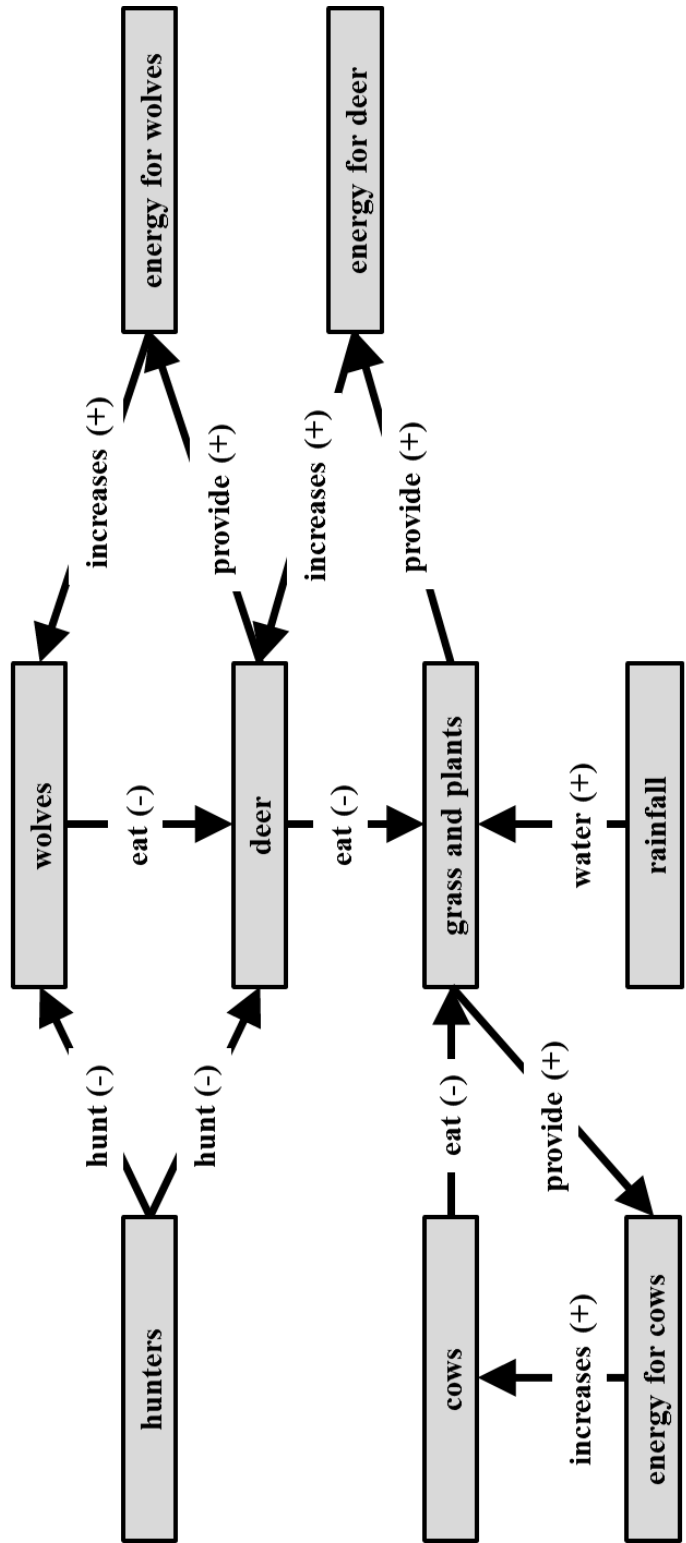 wolves
energy for wolves
increases (+)
hunt (-)
eat (-)
provide (+)
hunters
hunt (-)
deer
increases (+)
energy for deer
eat (-)
provide (+)
cows
eat (-)
grass and plants
increases (+)
provide (+)
water (+)
energy for cows
rainfall